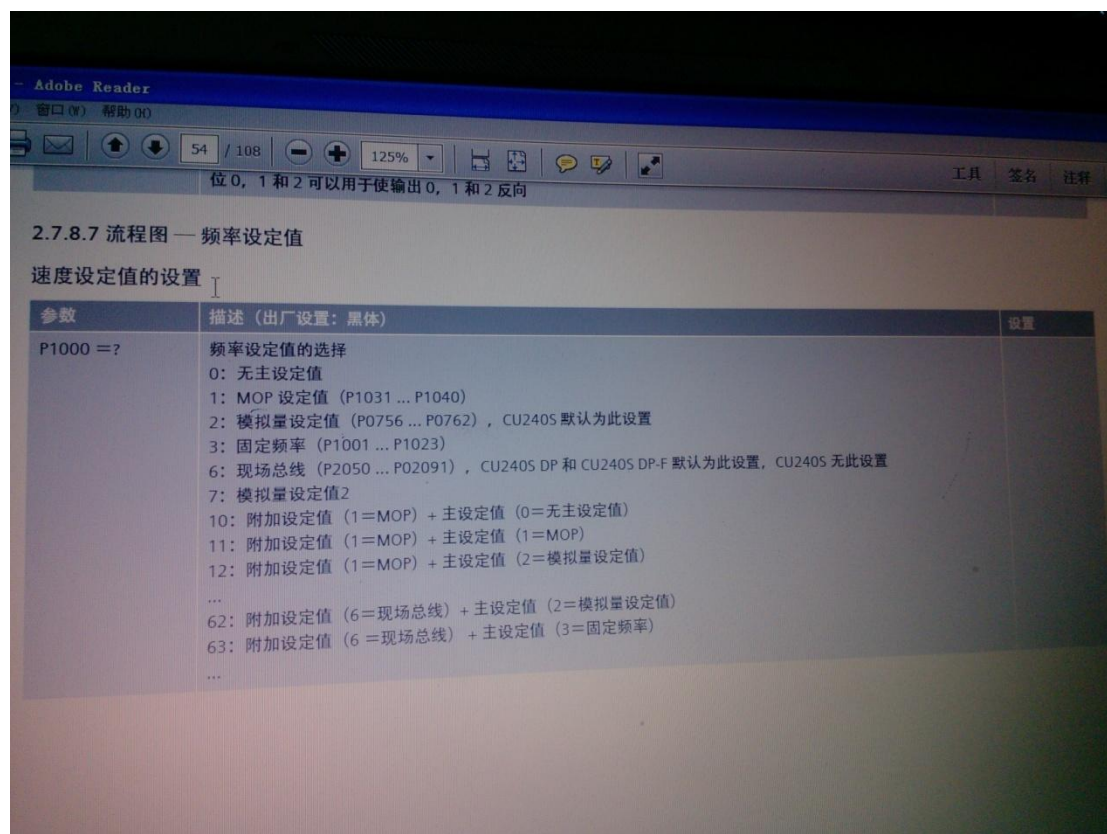 - Adobe Reader
窗口(W) 帮助(H)
54 / 108 125% 工具 签名 注释
位 0，1 和 2 可以用于使输出 0，1 和 2 反向
2.7.8.7 流程图 — 频率设定值
速度设定值的设置
参数 描述（出厂设置：黑体） 设置
P1000 =? 频率设定值的选择
0：无主设定值
1：MOP 设定值（P1031 ... P1040）
2：模拟量设定值（P0756 ... P0762），CU240S 默认为此设置
3：固定频率（P1001 ... P1023）
6：现场总线（P2050 ... P02091），CU240S DP 和 CU240S DP-F 默认为此设置，CU240S 无此设置
7：模拟量设定值2
10：附加设定值（1=MOP）+ 主设定值（0=无主设定值）
11：附加设定值（1=MOP）+ 主设定值（1=MOP）
12：附加设定值（1=MOP）+ 主设定值（2=模拟量设定值）
...
62：附加设定值（6=现场总线）+ 主设定值（2=模拟量设定值）
63：附加设定值（6 =现场总线）+ 主设定值（3=固定频率）
...